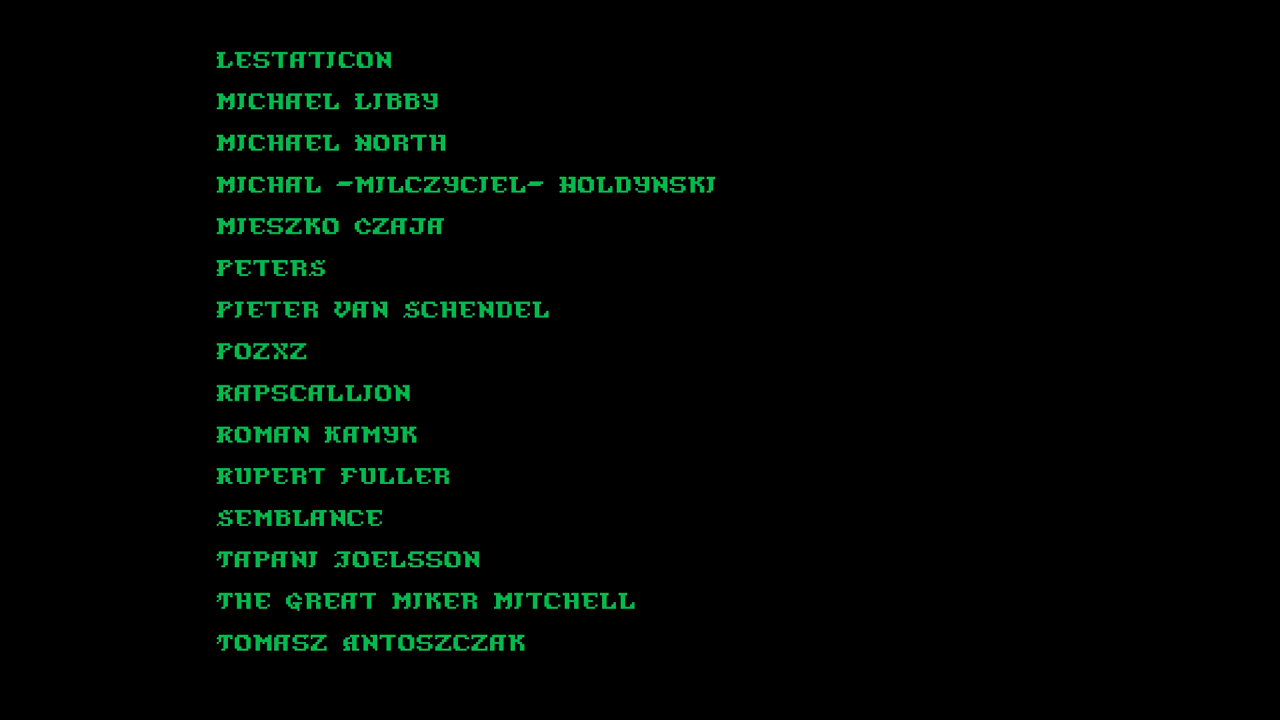 LESTATICON
MICHAEL LIBBY
MICHAEL NORTH
MICHAL -MILCZYCIEL- HOLDYNSKI
MIESZKO CZAJA
PETERS
PIETER VAN SCHENDEL
POZXZ
RAPSCALLION
ROMAN KAMYK
RUPERT FULLER
SEMBLANCE
TAPANI JOELSSON
THE GREAT MIKER MITCHELL
TOMASZ ANTOSZCZAK